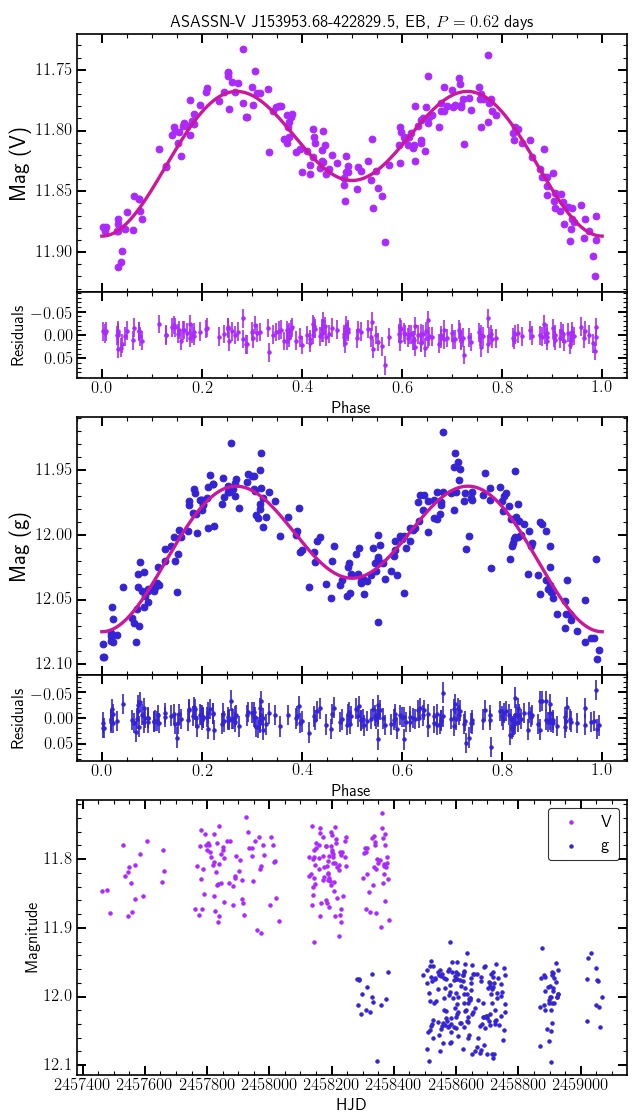 ASASSN-V J153953.68-422829.5, EB, P = 0.62 days
Mag (V)
11.75
11.80
11.85
11.90
Residuals
−0.05
0.00
0.05
0.0 0.2 0.4 0.6 0.8 1.0
Phase
Mag (g)
11.95
12.00
12.05
12.10
Residuals
−0.05
0.00
0.05
0.0 0.2 0.4 0.6 0.8 1.0
Phase
V
g
Magnitude
11.8
11.9
12.0
12.1
2457400 2457600 2457800 2458000 2458200 2458400 2458600 2458800 2459000
HJD